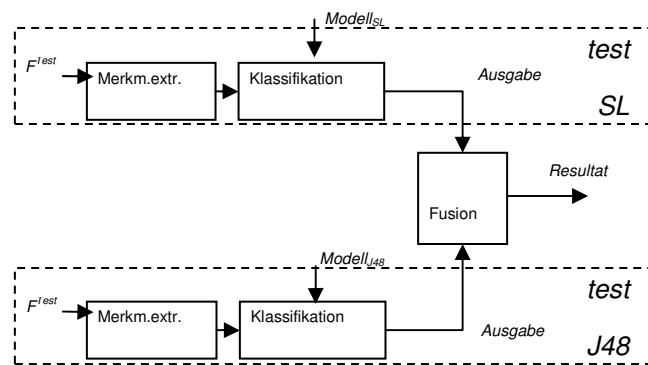 Modell_SL
test
F^Test
Merkm.extr.
Klassifikation
Ausgabe
SL
Resultat
Fusion
Modell_J48
test
F^Test
Merkm.extr.
Klassifikation
Ausgabe
J48